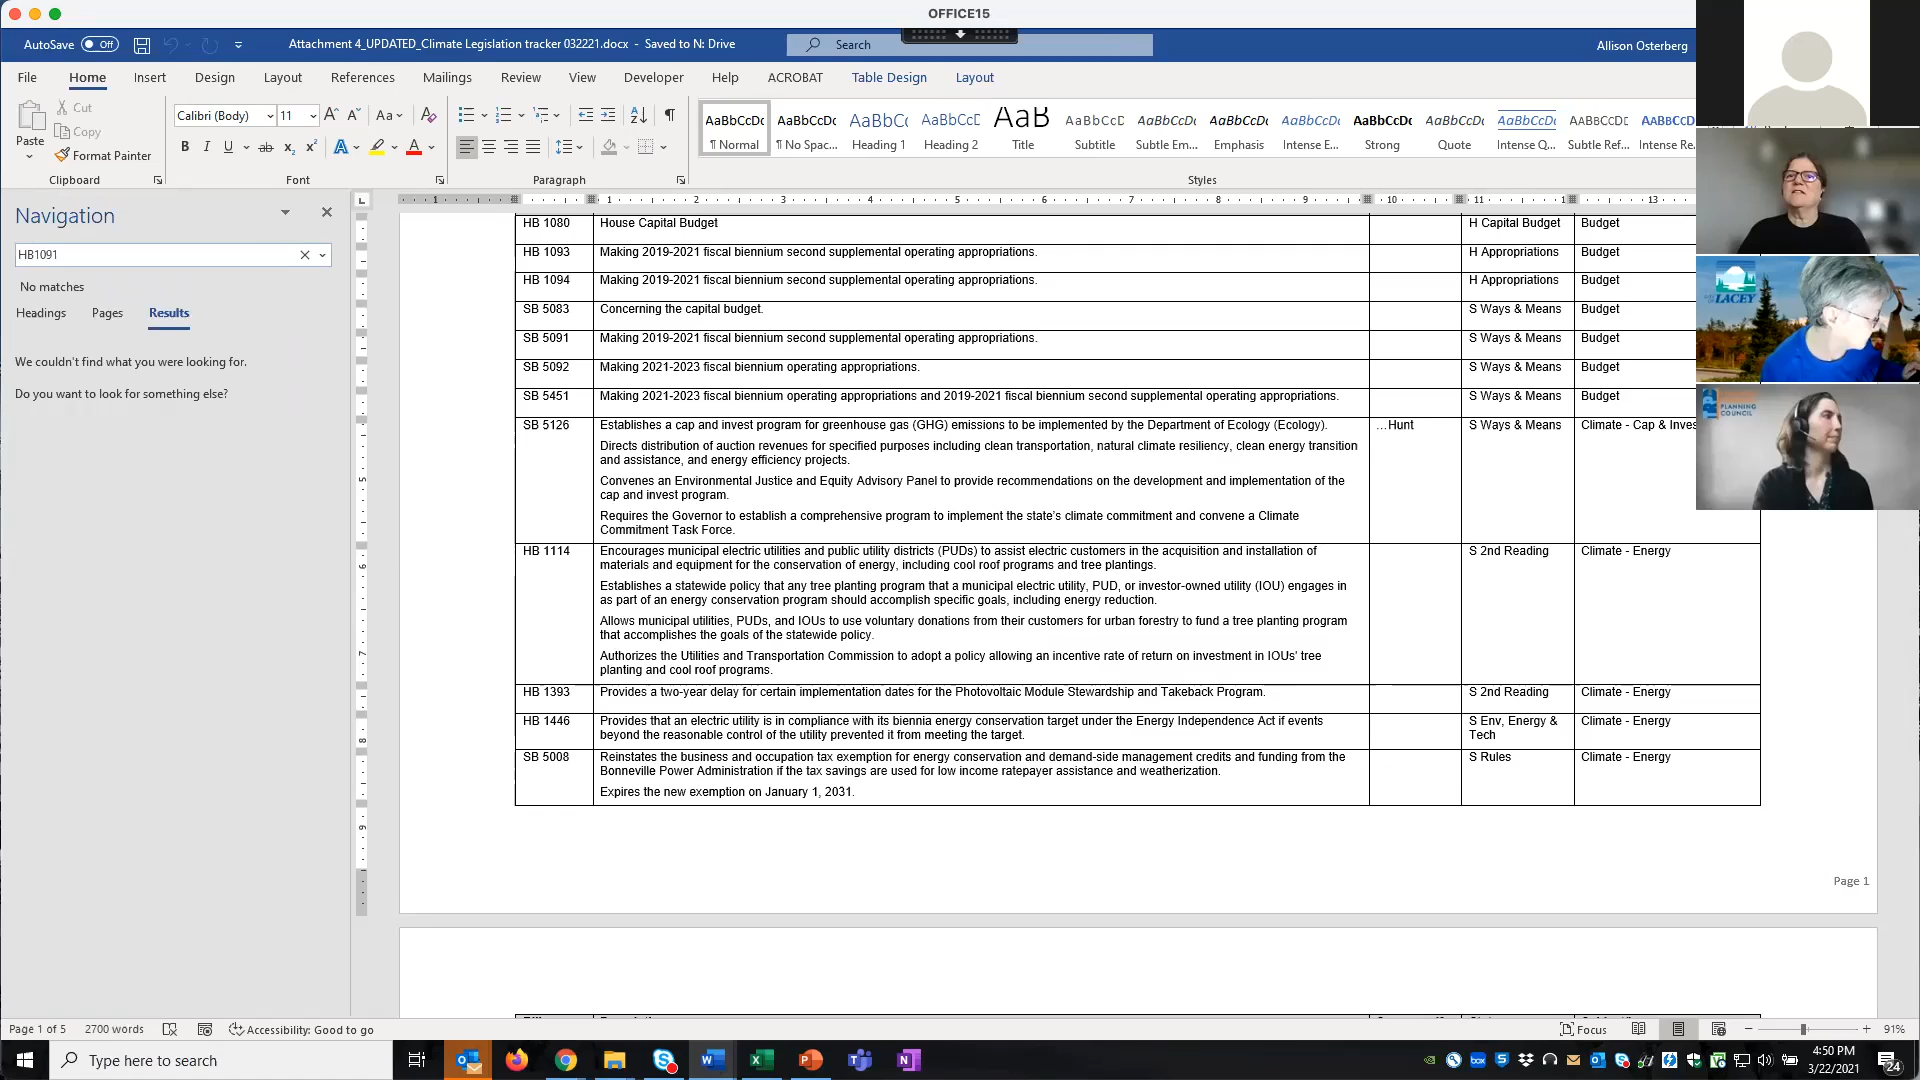 OFFICE15
AutoSave Off
Attachment 4_UPDATED_Climate Legislation tracker 032221.docx - Saved to N: Drive
Search
Allison Osterberg
File Home Insert Design Layout References Mailings Review View Developer Help ACROBAT Table Design Layout
Paste
Cut
Copy
Format Painter
Clipboard
Calibri (Body) 11
Font
Paragraph
AaBbCcDc AaBbCcDc AaBbC( AaBbCcD AaB AaBbCcD AaBbCcDc AaBbCcDc AaBbCcDc AaBbCcDc AaBbCcDc AaBbCcDc AABBCCDE AABBCC
¶ Normal ¶ No Spac... Heading 1 Heading 2 Title Subtitle Subtle Em... Emphasis Intense E... Strong Quote Intense Q... Subtle Ref... Intense Re
Styles
Navigation
HB1091
No matches
Headings Pages Results
We couldn't find what you were looking for.
Do you want to look for something else?
HB 1080 House Capital Budget H Capital Budget Budget
HB 1093 Making 2019-2021 fiscal biennium second supplemental operating appropriations. H Appropriations Budget
HB 1094 Making 2019-2021 fiscal biennium second supplemental operating appropriations. H Appropriations Budget
SB 5083 Concerning the capital budget. S Ways & Means Budget
SB 5091 Making 2019-2021 fiscal biennium second supplemental operating appropriations. S Ways & Means Budget
SB 5092 Making 2021-2023 fiscal biennium operating appropriations. S Ways & Means Budget
SB 5451 Making 2021-2023 fiscal biennium operating appropriations and 2019-2021 fiscal biennium second supplemental operating appropriations. S Ways & Means Budget
SB 5126 Establishes a cap and invest program for greenhouse gas (GHG) emissions to be implemented by the Department of Ecology (Ecology). …Hunt S Ways & Means Climate - Cap & Inves
Directs distribution of auction revenues for specified purposes including clean transportation, natural climate resiliency, clean energy transition
and assistance, and energy efficiency projects.
Convenes an Environmental Justice and Equity Advisory Panel to provide recommendations on the development and implementation of the
cap and invest program.
Requires the Governor to establish a comprehensive program to implement the state's climate commitment and convene a Climate
Commitment Task Force.
HB 1114 Encourages municipal electric utilities and public utility districts (PUDs) to assist electric customers in the acquisition and installation of S 2nd Reading Climate - Energy
materials and equipment for the conservation of energy, including cool roof programs and tree plantings.
Establishes a statewide policy that any tree planting program that a municipal electric utility, PUD, or investor-owned utility (IOU) engages in
as part of an energy conservation program should accomplish specific goals, including energy reduction.
Allows municipal utilities, PUDs, and IOUs to use voluntary donations from their customers for urban forestry to fund a tree planting program
that accomplishes the goals of the statewide policy.
Authorizes the Utilities and Transportation Commission to adopt a policy allowing an incentive rate of return on investment in IOUs' tree
planting and cool roof programs.
HB 1393 Provides a two-year delay for certain implementation dates for the Photovoltaic Module Stewardship and Takeback Program. S 2nd Reading Climate - Energy
HB 1446 Provides that an electric utility is in compliance with its biennia energy conservation target under the Energy Independence Act if events S Env, Energy & Climate - Energy
beyond the reasonable control of the utility prevented it from meeting the target. Tech
SB 5008 Reinstates the business and occupation tax exemption for energy conservation and demand-side management credits and funding from the S Rules Climate - Energy
Bonneville Power Administration if the tax savings are used for low income ratepayer assistance and weatherization.
Expires the new exemption on January 1, 2031.
Page 1
LACEY
PLANNING
COUNCIL
Page 1 of 5 2700 words Accessibility: Good to go Focus 91%
Type here to search
4:50 PM
3/22/2021
24